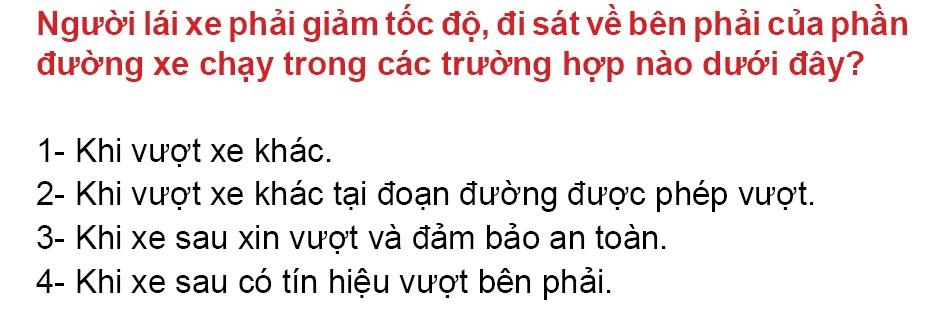 Người lái xe phải giảm tốc độ, đi sát về bên phải của phần
đường xe chạy trong các trường hợp nào dưới đây?
1- Khi vượt xe khác.
2- Khi vượt xe khác tại đoạn đường được phép vượt.
3- Khi xe sau xin vượt và đảm bảo an toàn.
4- Khi xe sau có tín hiệu vượt bên phải.